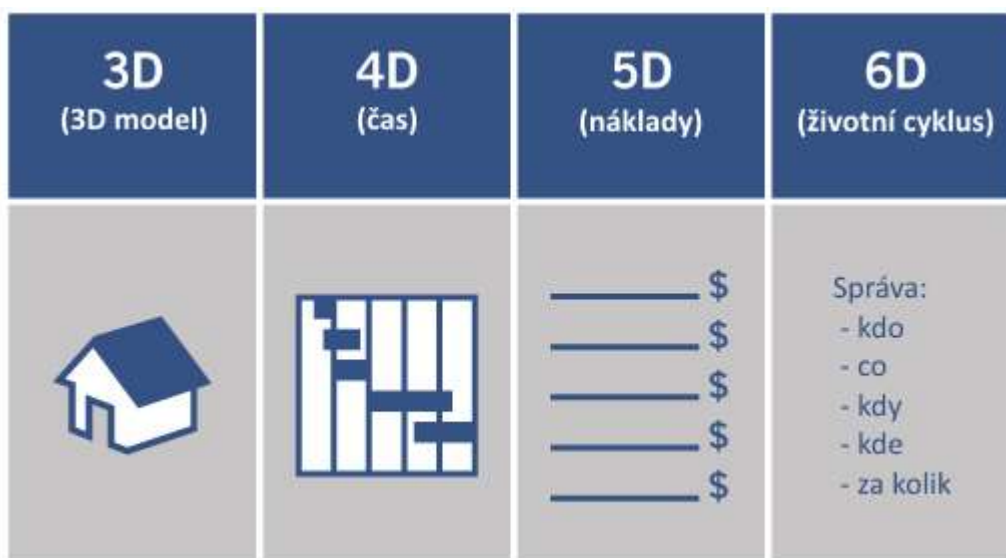 3D
(3D model)
4D
(čas)
5D
(náklady)
6D
(životní cyklus)
$
$
$
$
$
Správa:
- kdo
- co
- kdy
- kde
- za kolik